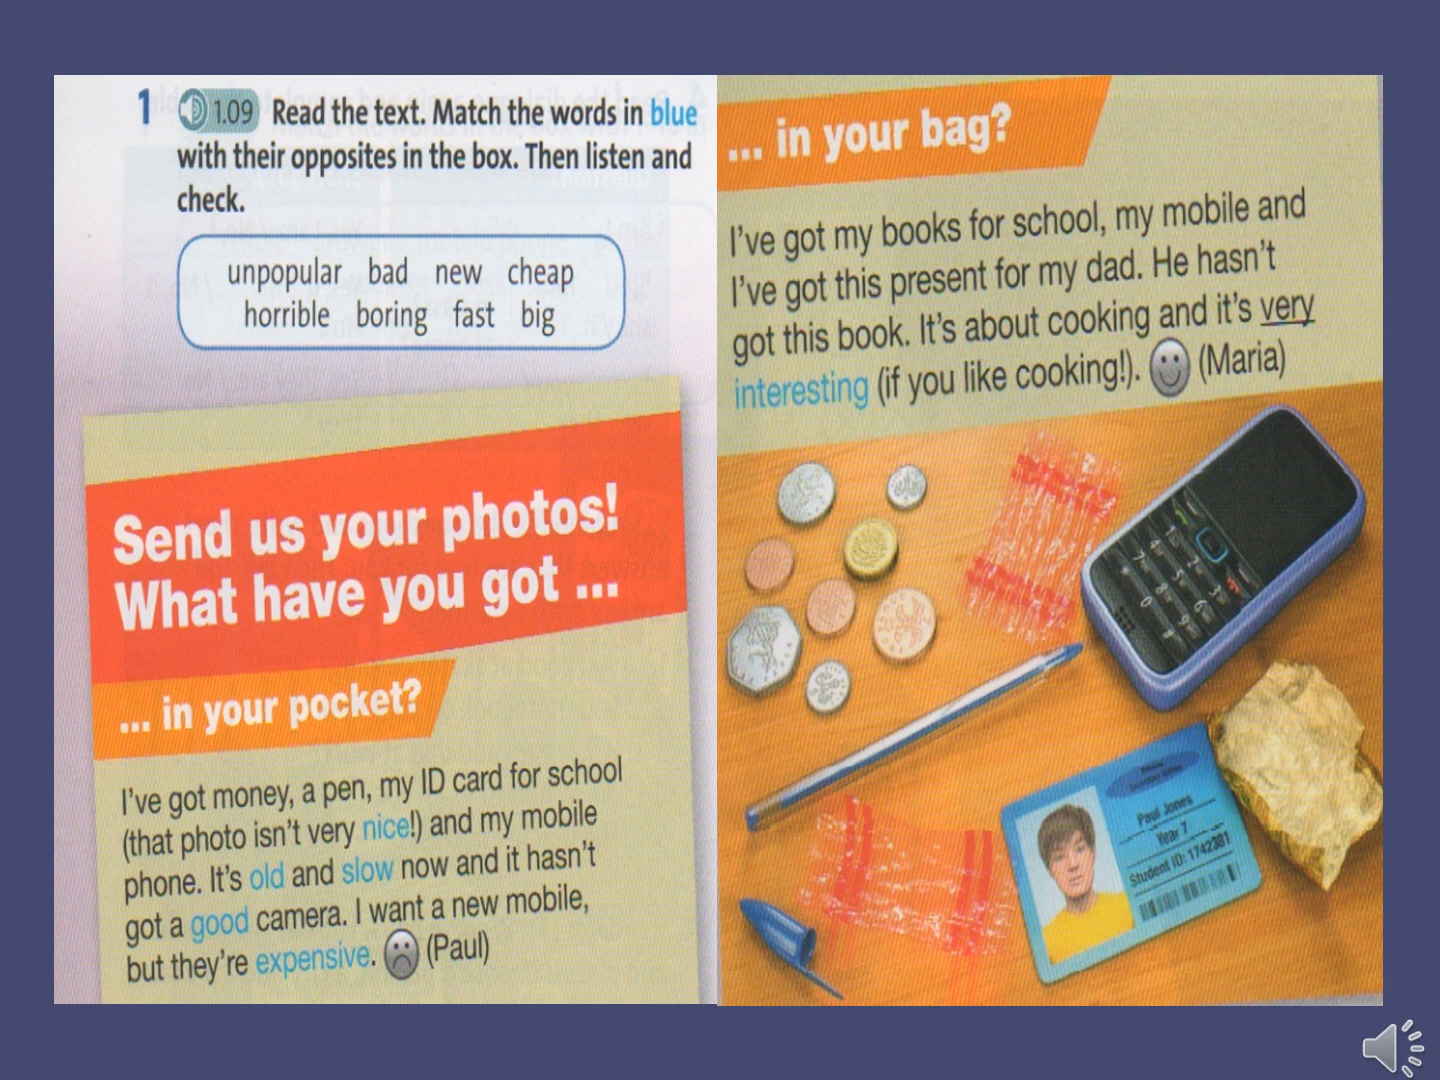 1 1.09 Read the text. Match the words in blue
with their opposites in the box. Then listen and
check.
unpopular bad new cheap
horrible boring fast big
Send us your photos!
What have you got ...
... in your pocket?
I've got money, a pen, my ID card for school
(that photo isn't very nice!) and my mobile
phone. It's old and slow now and it hasn't
got a good camera. I want a new mobile,
but they're expensive. (Paul)
... in your bag?
I've got my books for school, my mobile and
I've got this present for my dad. He hasn't
got this book. It's about cooking and it's very
interesting (if you like cooking!). (Maria)
Paul Jones
Year 7
Student ID: 1742381